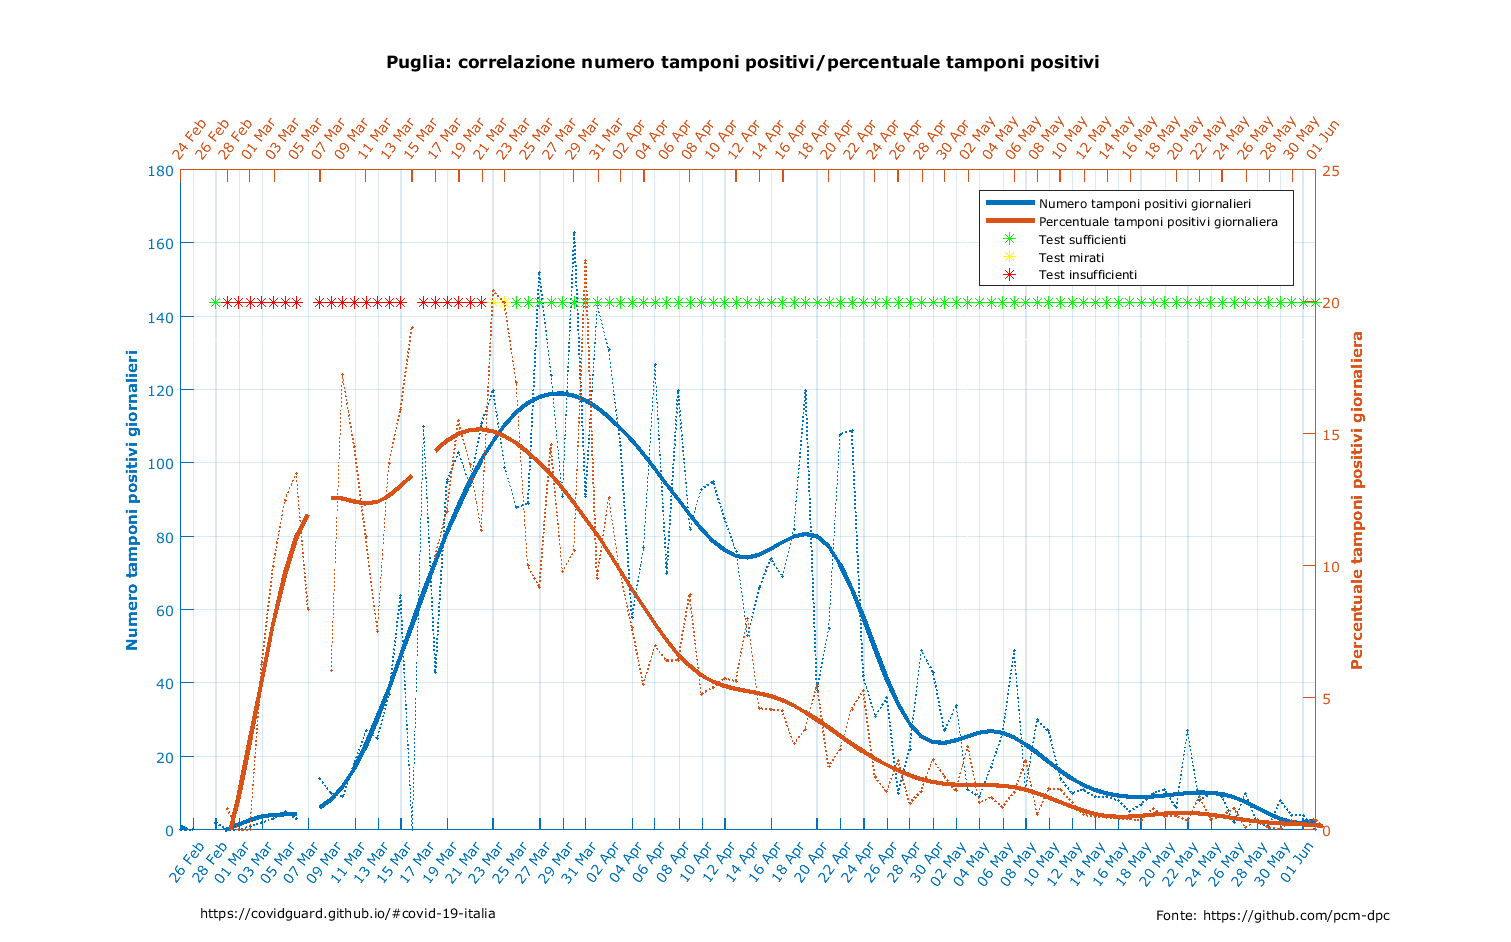 Puglia: correlazione numero tamponi positivi/percentuale tamponi positivi
24 Feb 26 Feb 28 Feb 01 Mar 03 Mar 05 Mar 07 Mar 09 Mar 11 Mar 13 Mar 15 Mar 17 Mar 19 Mar 21 Mar 23 Mar 25 Mar 27 Mar 29 Mar 31 Mar 02 Apr 04 Apr 06 Apr 08 Apr 10 Apr 12 Apr 14 Apr 16 Apr 18 Apr 20 Apr 22 Apr 24 Apr 26 Apr 28 Apr 30 Apr 02 May 04 May 06 May 08 May 10 May 12 May 14 May 16 May 18 May 20 May 22 May 24 May 26 May 28 May 30 May 01 Jun
180
160
140
120
100
80
60
40
20
0
Numero tamponi positivi giornalieri
Numero tamponi positivi giornalieri
Percentuale tamponi positivi giornaliera
Test sufficienti
Test mirati
Test insufficienti
25
20
15
10
5
0
Percentuale tamponi positivi giornaliera
26 Feb 28 Feb 01 Mar 03 Mar 05 Mar 07 Mar 09 Mar 11 Mar 13 Mar 15 Mar 17 Mar 19 Mar 21 Mar 23 Mar 25 Mar 27 Mar 29 Mar 31 Mar 02 Apr 04 Apr 06 Apr 08 Apr 10 Apr 12 Apr 14 Apr 16 Apr 18 Apr 20 Apr 22 Apr 24 Apr 26 Apr 28 Apr 30 Apr 02 May 04 May 06 May 08 May 10 May 12 May 14 May 16 May 18 May 20 May 22 May 24 May 26 May 28 May 30 May 01 Jun
https://covidguard.github.io/#covid-19-italia
Fonte: https://github.com/pcm-dpc